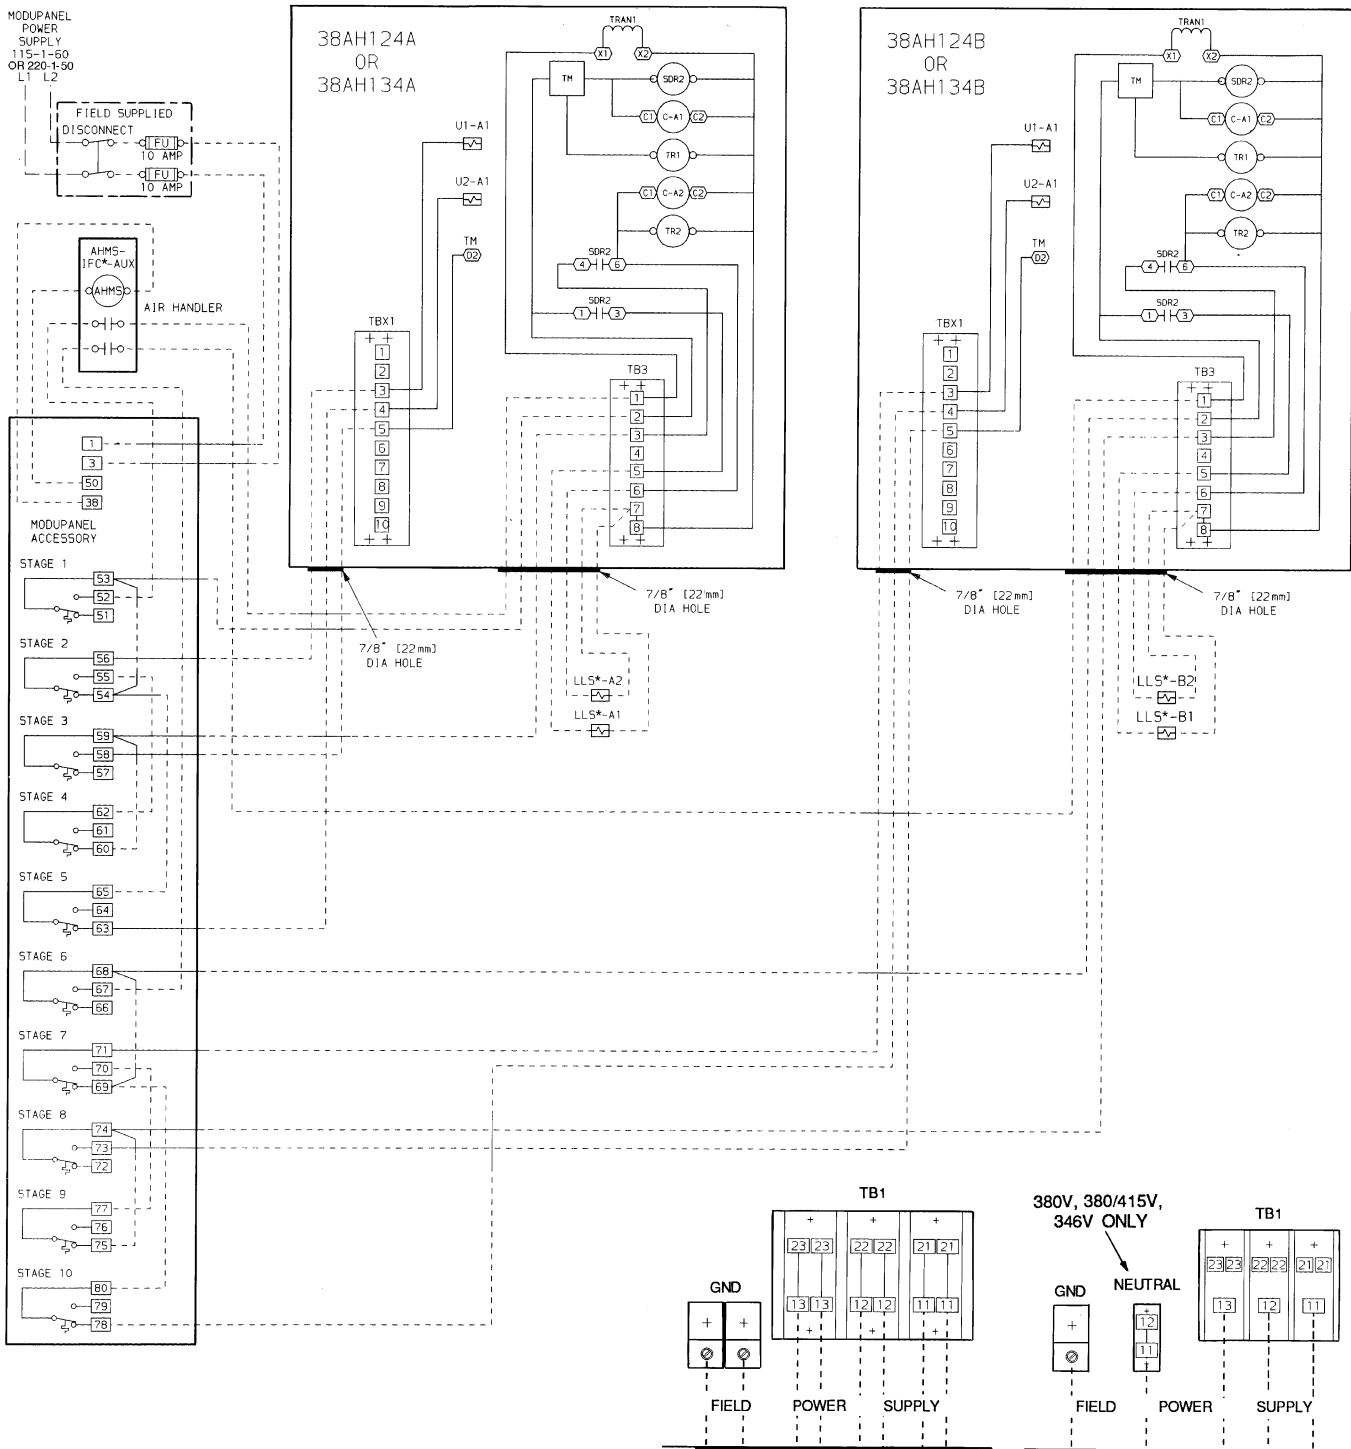 MODUPANEL
POWER
SUPPLY
115-1-60
OR 220-1-50
L1 L2
FIELD SUPPLIED
DISCONNECT
FU
10 AMP
FU
10 AMP
AHMS-
IFC*-AUX
AHMS
AIR HANDLER
1
3
50
38
MODUPANEL
ACCESSORY
STAGE 1
53
52
51
STAGE 2
56
55
54
STAGE 3
59
58
57
STAGE 4
62
61
60
STAGE 5
65
64
63
STAGE 6
68
67
66
STAGE 7
71
70
69
STAGE 8
74
73
72
STAGE 9
77
76
75
STAGE 10
80
79
78
38AH124A
OR
38AH134A
TRAN1
X1 X2
TM
SDR2
C1 C-A1 C2
TR1
C1 C-A2 C2
TR2
SDR2
4 6
SDR2
1 3
U1-A1
U2-A1
TM
D2
TBX1
+ +
1
2
3
4
5
6
7
8
9
10
+ +
TB3
+ +
1
2
3
4
5
6
7
8
+ +
7/8" [22mm]
DIA HOLE
7/8" [22mm]
DIA HOLE
LLS*-A2
LLS*-A1
38AH124B
OR
38AH134B
TRAN1
X1 X2
TM
SDR2
C1 C-A1 C2
TR1
C1 C-A2 C2
TR2
SDR2
4 6
SDR2
1 3
U1-A1
U2-A1
TM
D2
TBX1
+ +
1
2
3
4
5
6
7
8
9
10
+ +
TB3
+ +
1
2
3
4
5
6
7
8
+ +
7/8" [22mm]
DIA HOLE
7/8" [22mm]
DIA HOLE
LLS*-B2
LLS*-B1
TB1
+ + +
23 23 22 22 21 21
13 13 12 12 11 11
+ + +
GND
+ +
FIELD POWER SUPPLY
380V, 380/415V,
346V ONLY
TB1
+ + +
23 23 22 22 21 21
13 12 11
GND
+
NEUTRAL
+
12
11
FIELD POWER SUPPLY